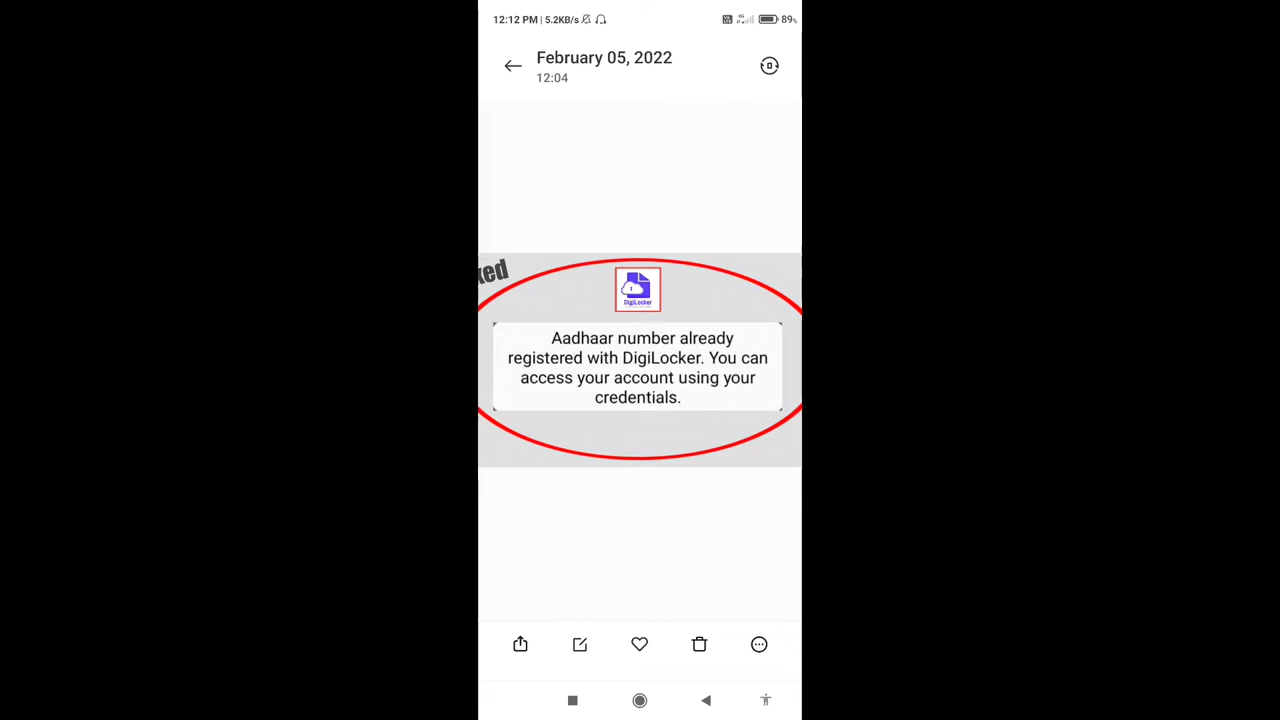 12:12 PM | 5.2KB/s 89%
February 05, 2022
12:04
ked
DigiLocker
Aadhaar number already
registered with DigiLocker. You can
access your account using your
credentials.